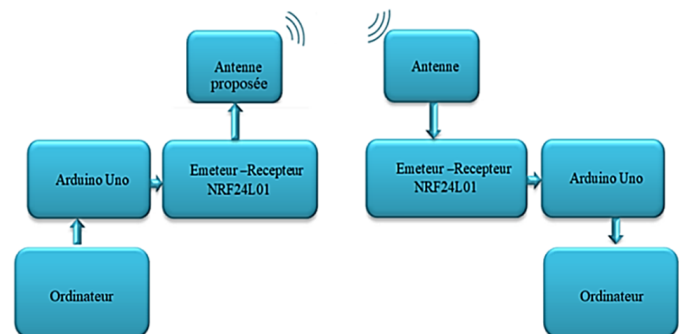 Antenne
proposée
Arduino Uno
Emeteur –Recepteur
NRF24L01
Ordinateur
Antenne
Emeteur –Recepteur
NRF24L01
Arduino Uno
Ordinateur